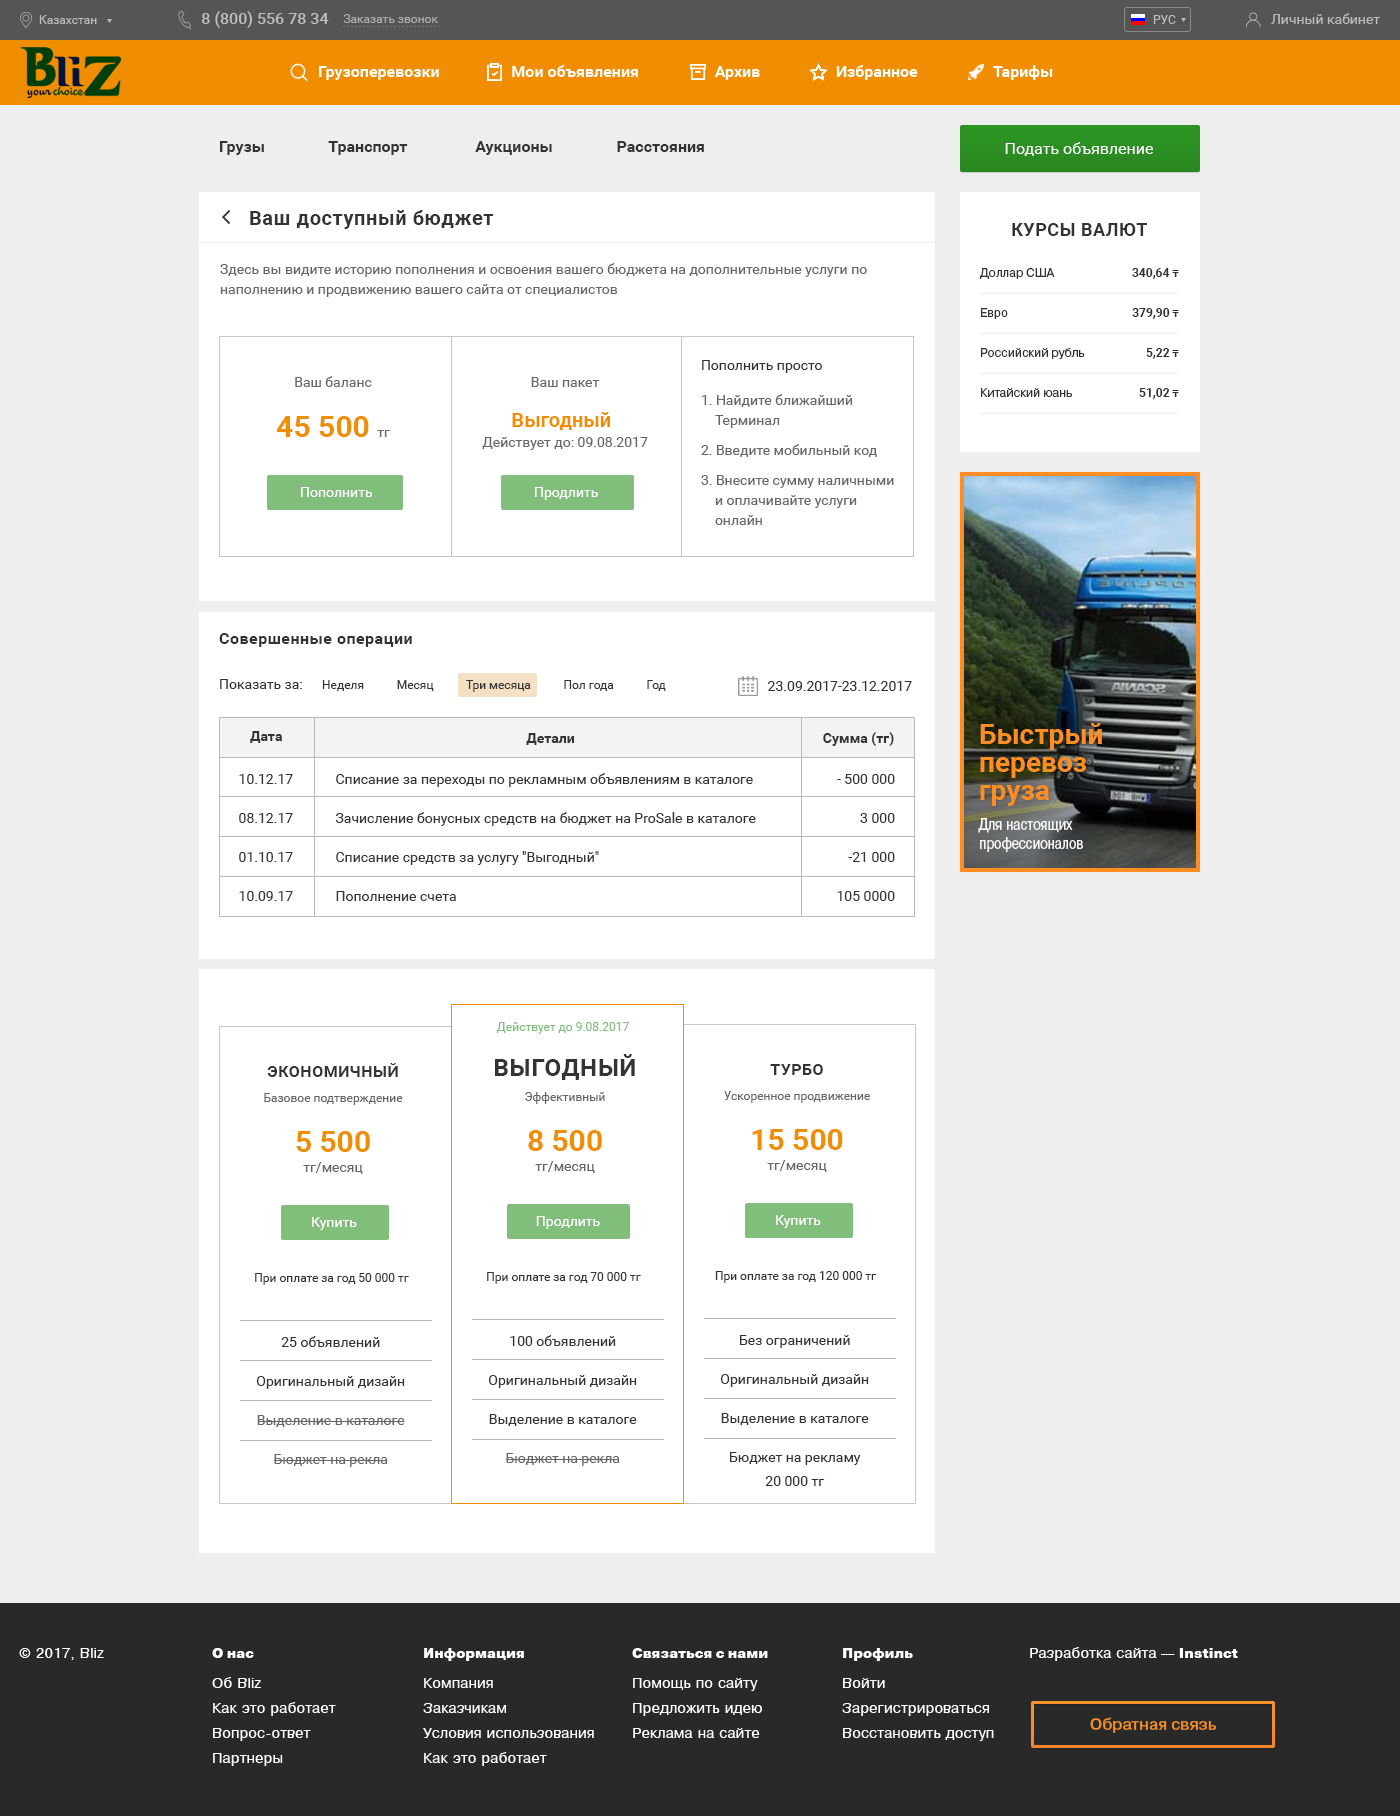 Казахстан
8 (800) 556 78 34
Заказать звонок
РУС
Личный кабинет
Bliz
your choice
Грузоперевозки
Мои объявления
Архив
Избранное
Тарифы
Грузы
Транспорт
Аукционы
Расстояния
Подать объявление
Ваш доступный бюджет
Здесь вы видите историю пополнения и освоения вашего бюджета на дополнительные услуги по
наполнению и продвижению вашего сайта от специалистов
Ваш баланс
45 500 тг
Пополнить
Ваш пакет
Выгодный
Действует до: 09.08.2017
Продлить
Пополнить просто
1. Найдите ближайший
Терминал
2. Введите мобильный код
3. Внесите сумму наличными
и оплачивайте услуги
онлайн
КУРСЫ ВАЛЮТ
Доллар США 340,64 ₸
Евро 379,90 ₸
Российский рубль 5,22 ₸
Китайский юань 51,02 ₸
SCANIA
Быстрый
перевоз
груза
Для настоящих
профессионалов
Совершенные операции
Показать за: Неделя Месяц Три месяца Пол года Год 23.09.2017-23.12.2017
Дата Детали Сумма (тг)
10.12.17 Списание за переходы по рекламным объявлениям в каталоге - 500 000
08.12.17 Зачисление бонусных средств на бюджет на ProSale в каталоге 3 000
01.10.17 Списание средств за услугу "Выгодный" -21 000
10.09.17 Пополнение счета 105 0000
ЭКОНОМИЧНЫЙ
Базовое подтверждение
5 500
тг/месяц
Купить
При оплате за год 50 000 тг
25 объявлений
Оригинальный дизайн
Выделение в каталоге
Бюджет на рекла
Действует до 9.08.2017
ВЫГОДНЫЙ
Эффективный
8 500
тг/месяц
Продлить
При оплате за год 70 000 тг
100 объявлений
Оригинальный дизайн
Выделение в каталоге
Бюджет на рекла
ТУРБО
Ускоренное продвижение
15 500
тг/месяц
Купить
При оплате за год 120 000 тг
Без ограничений
Оригинальный дизайн
Выделение в каталоге
Бюджет на рекламу
20 000 тг
© 2017, Bliz
О нас
Об Bliz
Как это работает
Вопрос-ответ
Партнеры
Информация
Компания
Заказчикам
Условия использования
Как это работает
Связаться с нами
Помощь по сайту
Предложить идею
Реклама на сайте
Профиль
Войти
Зарегистрироваться
Восстановить доступ
Разработка сайта — Instinct
Обратная связь